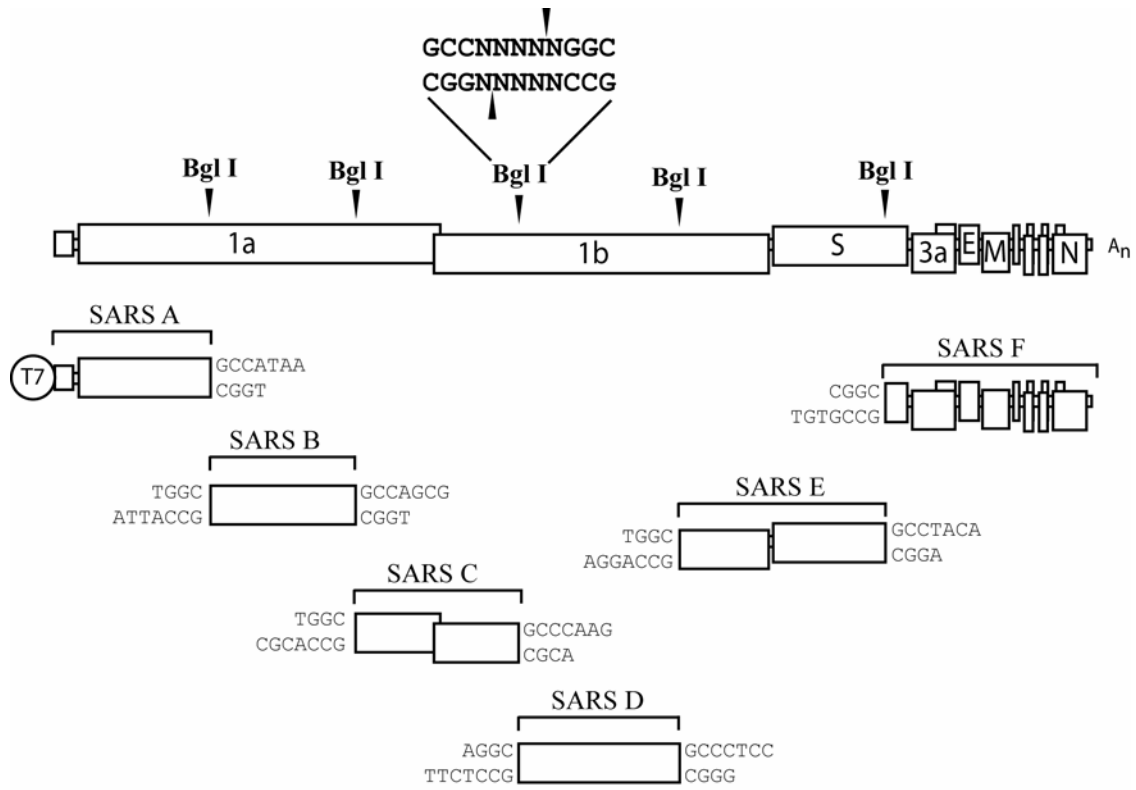 GCCNNNNNGGC
CGGNNNNNCCG
Bgl I
Bgl I
Bgl I
Bgl I
Bgl I
1a
1b
S
3a
E
M
N
An
SARS A
T7
GCCATAA
CGGT
SARS F
CGGC
TGTGCCG
SARS B
TGGC
ATTACCG
GCCAGCG
CGGT
SARS E
TGGC
AGGACCG
GCCTACA
CGGA
SARS C
TGGC
CGCACCG
GCCCAAG
CGCA
SARS D
AGGC
TTCTCCG
GCCCTCC
CGGG